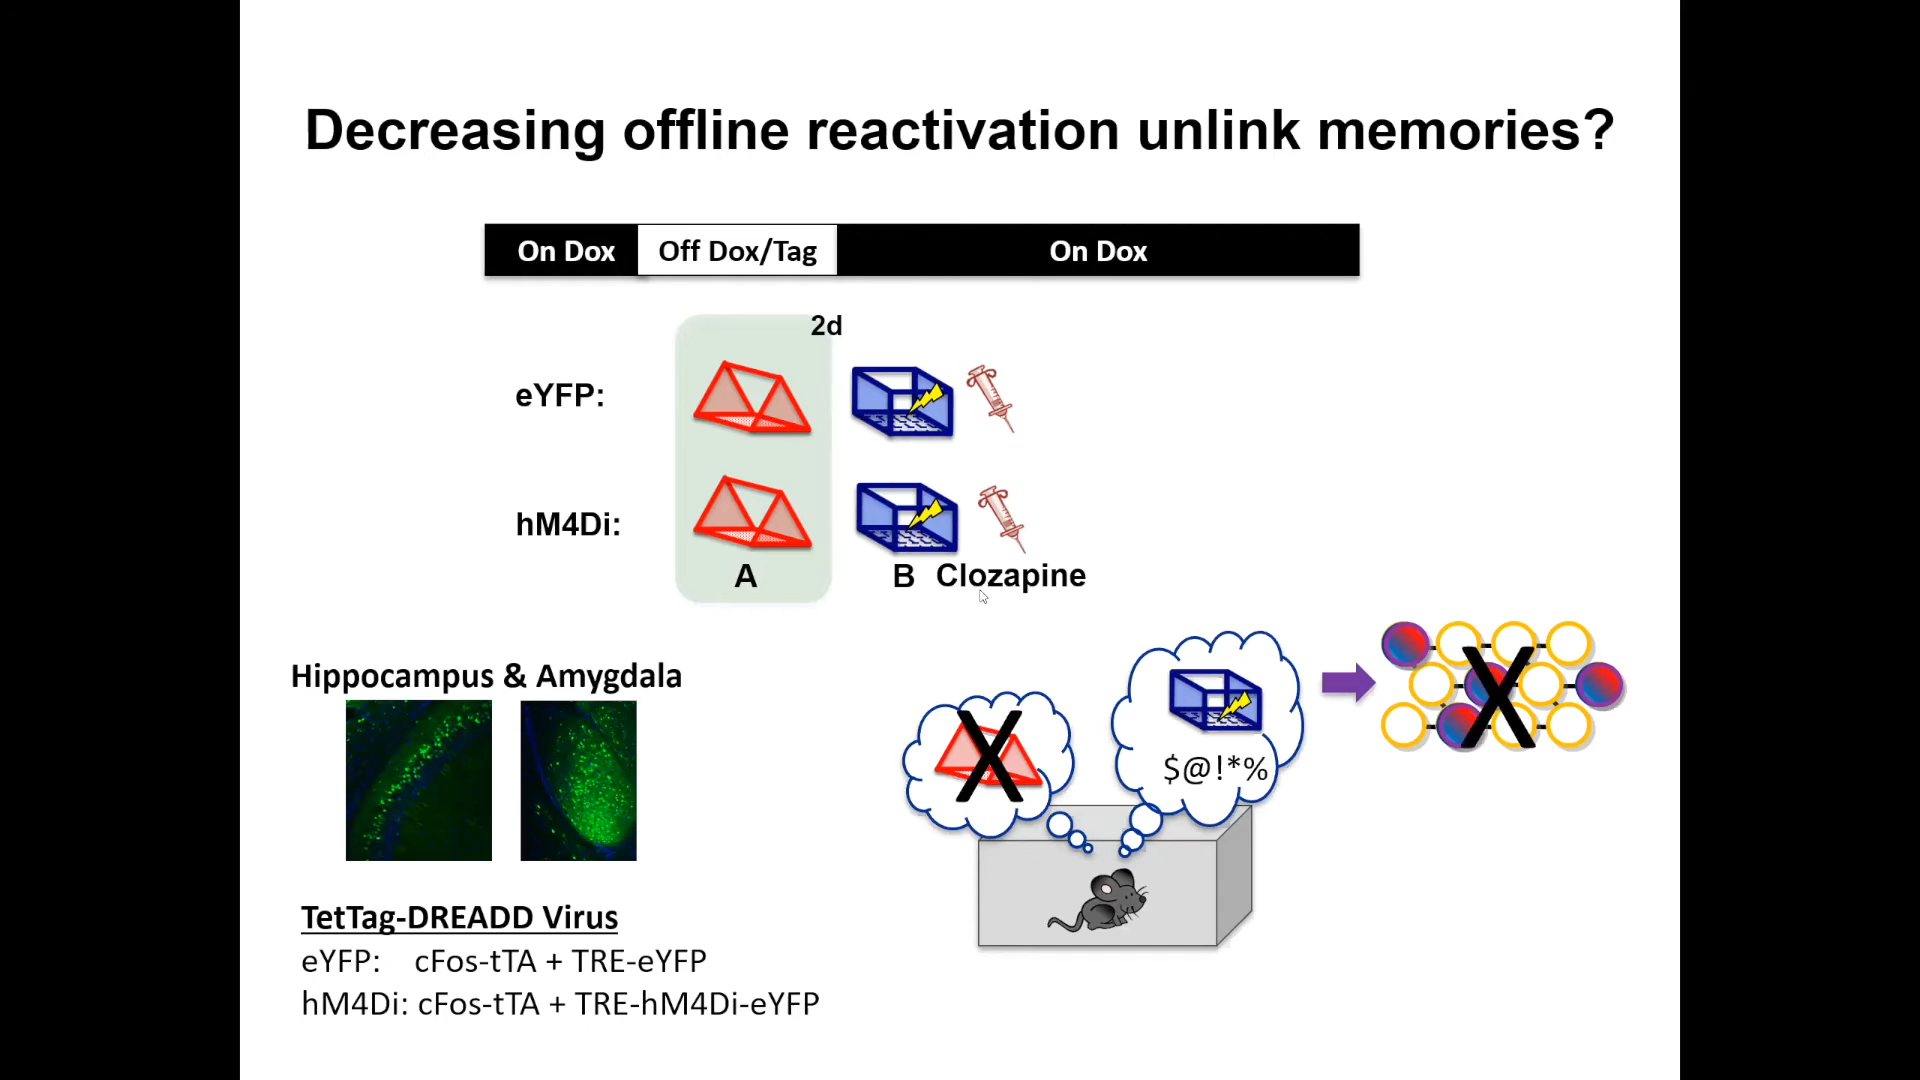 Decreasing offline reactivation unlink memories?
On Dox
Off Dox/Tag
On Dox
2d
eYFP:
hM4Di:
A
B
Clozapine
Hippocampus & Amygdala
$@!*%
TetTag-DREADD Virus
eYFP: cFos-tTA + TRE-eYFP
hM4Di: cFos-tTA + TRE-hM4Di-eYFP